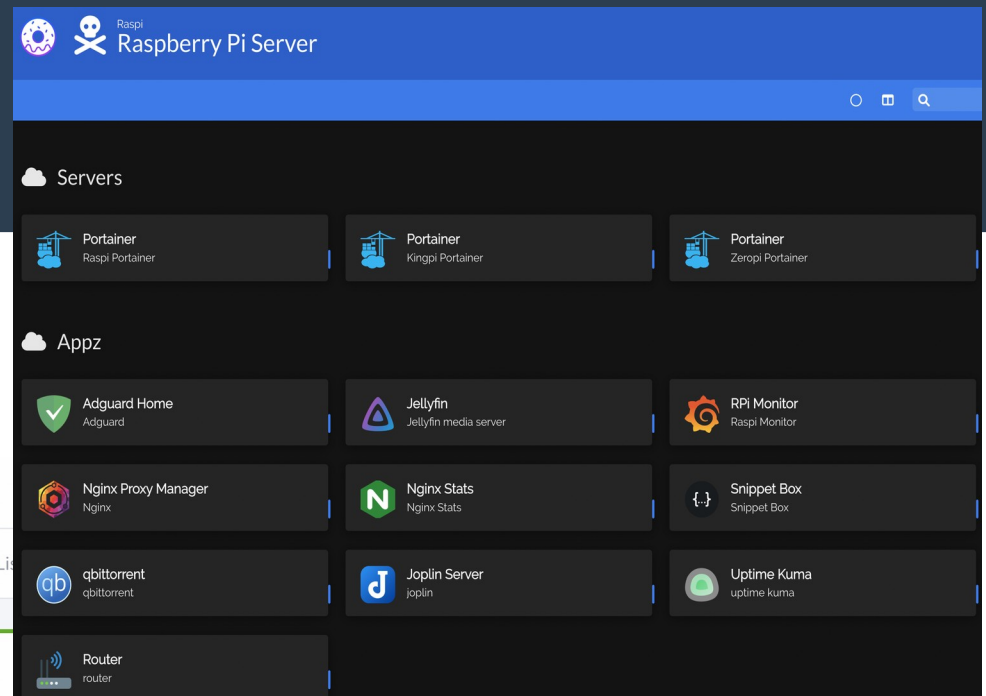 Raspi
Raspberry Pi Server
Servers
Portainer
Raspi Portainer
Portainer
Kingpi Portainer
Portainer
Zeropi Portainer
Appz
Adguard Home
Adguard
Jellyfin
Jellyfin media server
RPi Monitor
Raspi Monitor
Nginx Proxy Manager
Nginx
N
Nginx Stats
Nginx Stats
{...}
Snippet Box
Snippet Box
qb
qbittorrent
qbittorrent
J
Joplin Server
joplin
Uptime Kuma
uptime kuma
Router
router